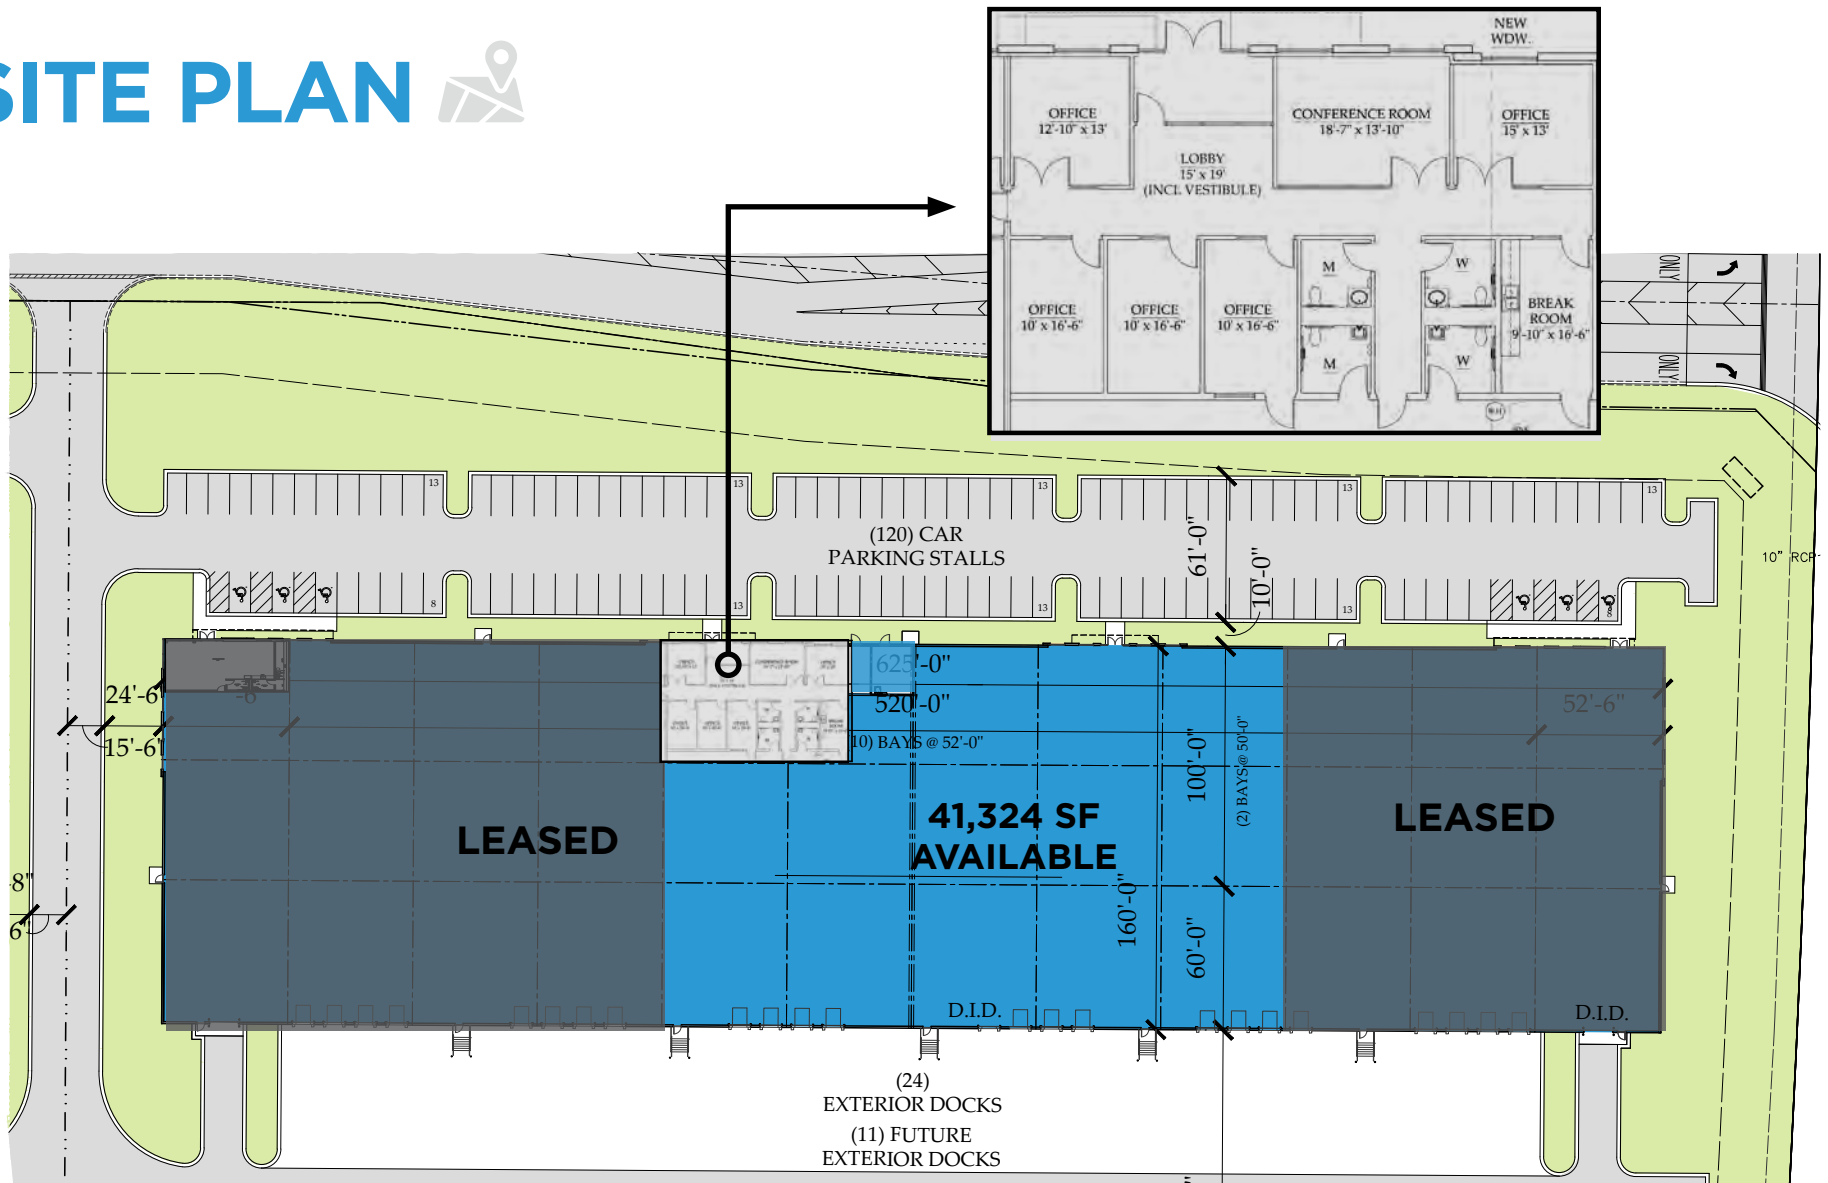 SITE PLAN
NEW
WDW.
OFFICE
12'-10" x 13'
CONFERENCE ROOM
18'-7" x 13'-10"
OFFICE
15' x 13'
LOBBY
15' x 19'
(INCL. VESTIBULE)
M
W
OFFICE
10' x 16'-6"
OFFICE
10' x 16'-6"
OFFICE
10' x 16'-6"
BREAK
ROOM
9'-10" x 16'-6"
M
W
ONLY
ONLY
13
13
13
13
13
(120) CAR
PARKING STALLS
61'-0"
10'-0"
10" RCP
8
13
13
13
625'-0"
24'-6
520'-0"
52'-6"
15'-6"
10) BAYS @ 52'-0"
100'-0"
(2) BAYS @ 50'-0"
LEASED
41,324 SF
AVAILABLE
LEASED
-8"
6"
160'-0"
60'-0"
D.I.D.
D.I.D.
(24)
EXTERIOR DOCKS
(11) FUTURE
EXTERIOR DOCKS